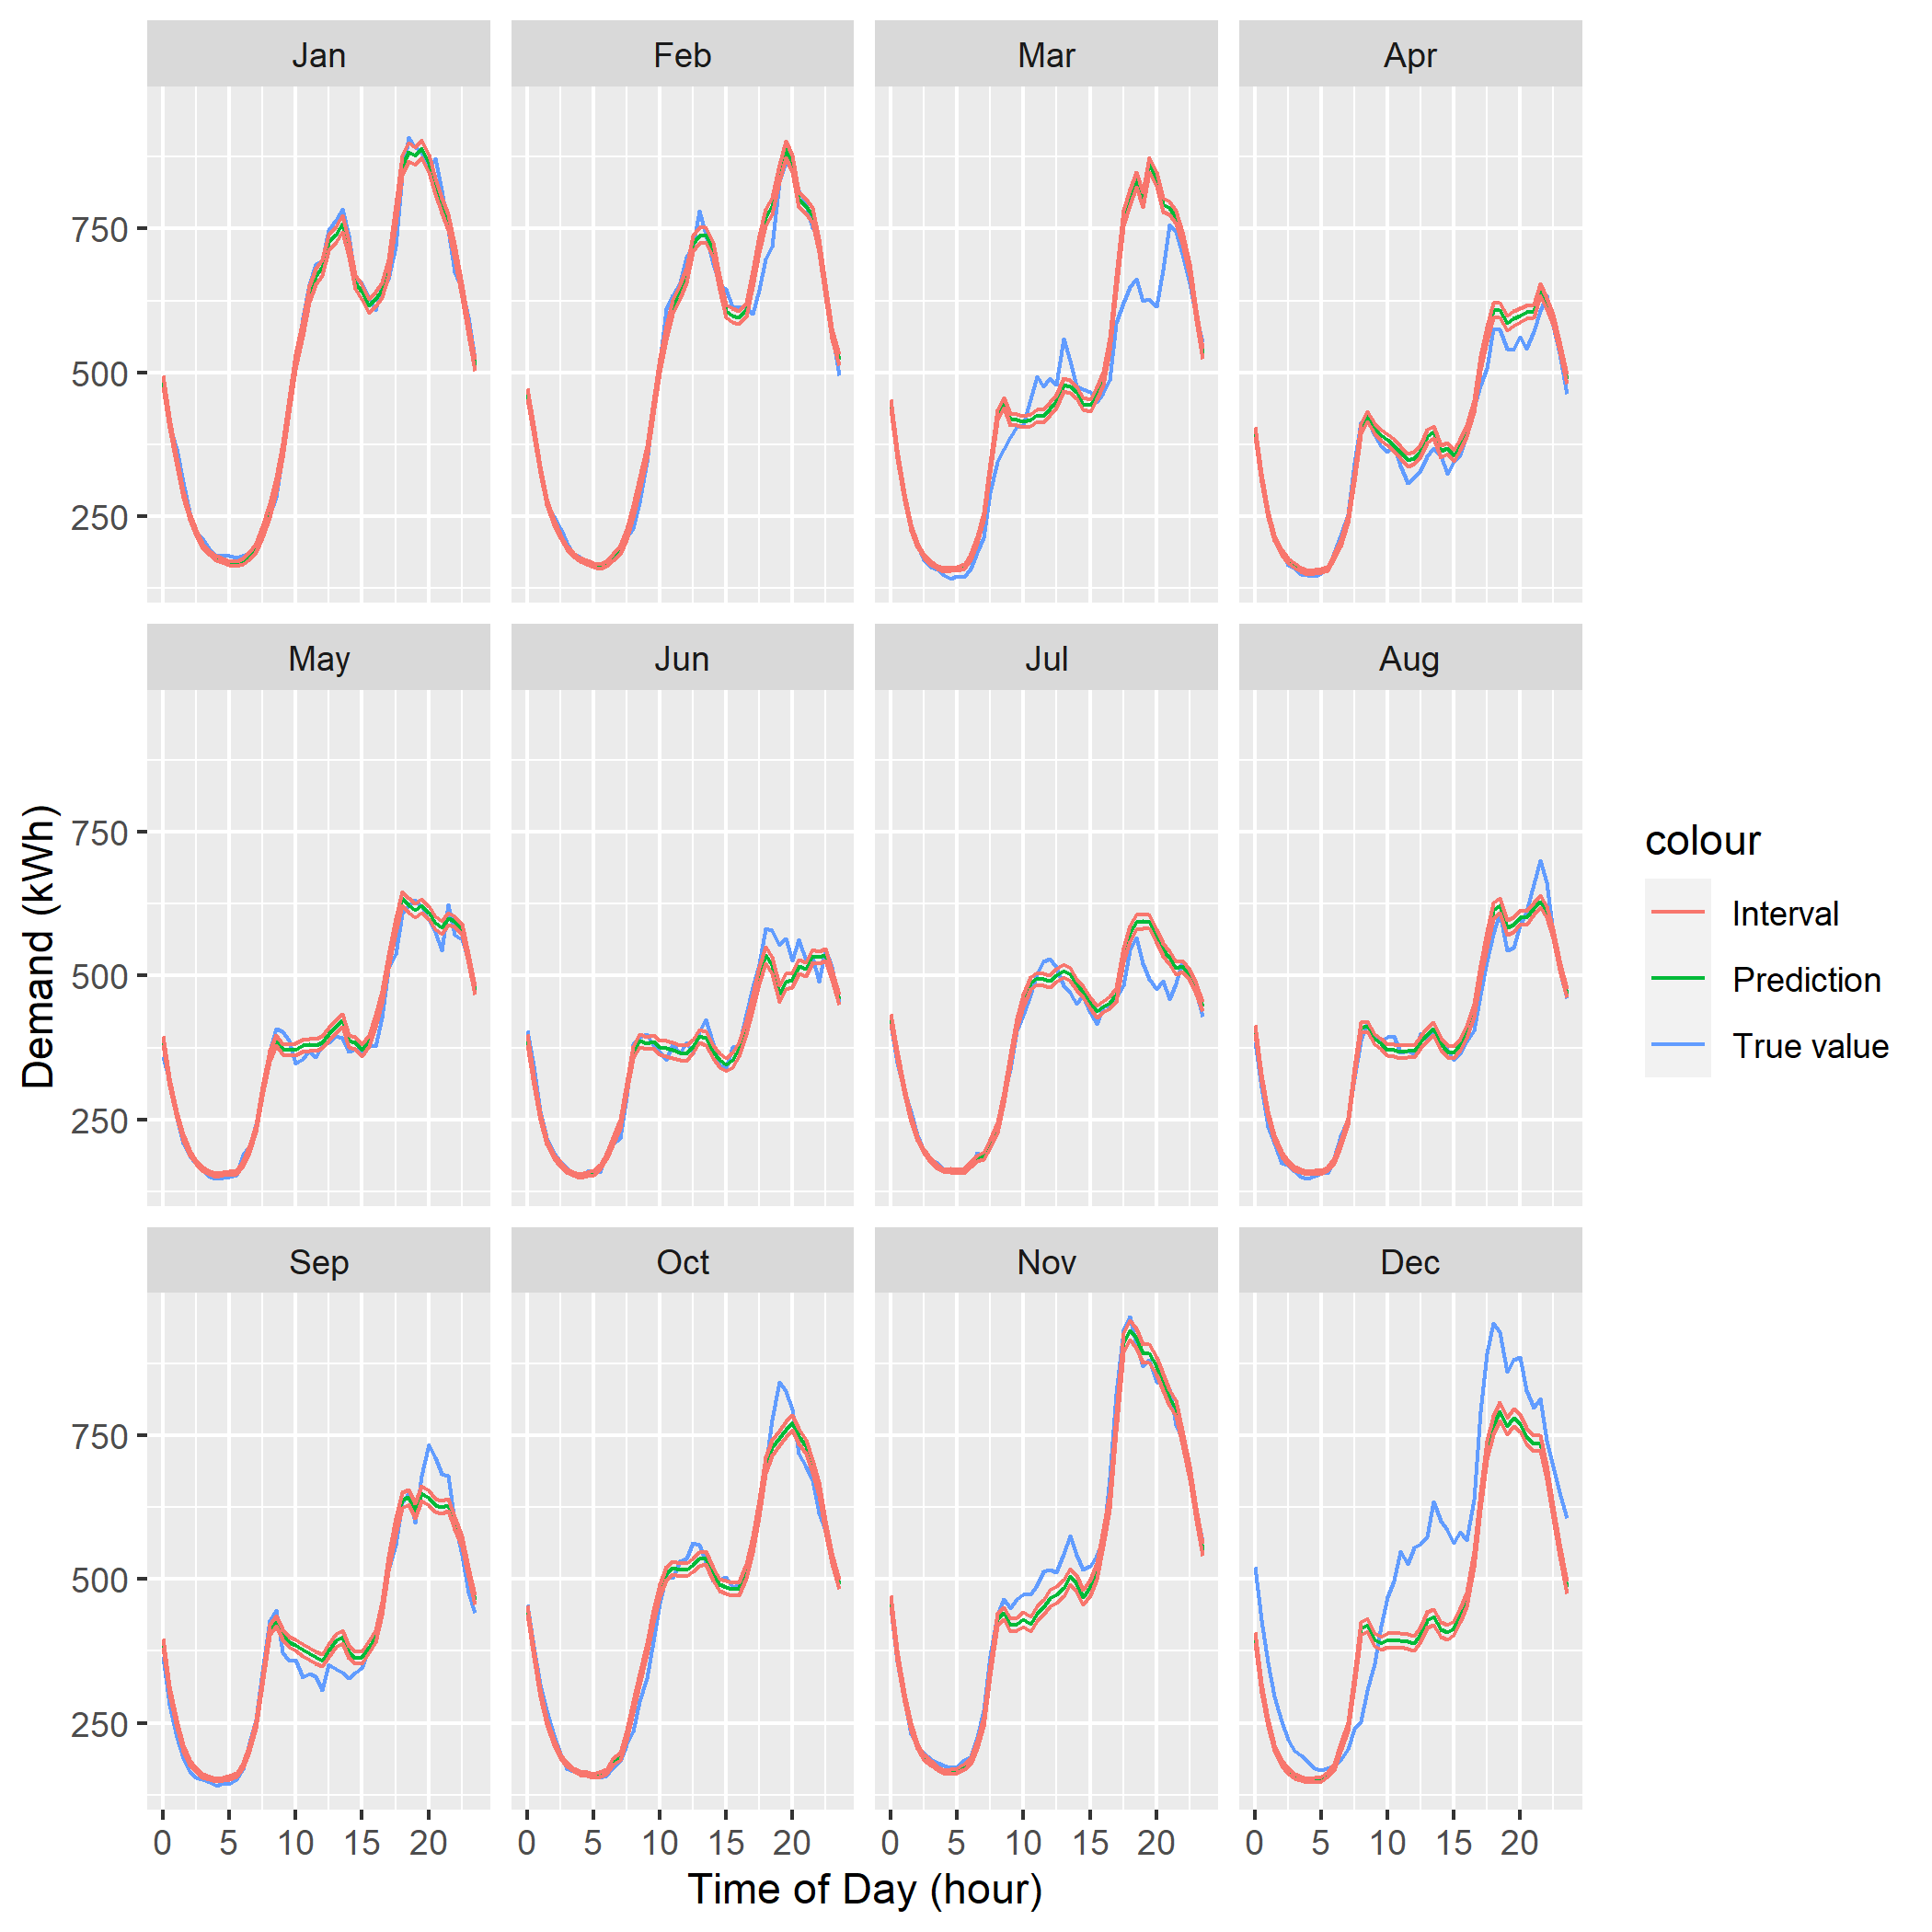 Jan Feb Mar Apr
750
500
250
May Jun Jul Aug
750
500
250
Sep Oct Nov Dec
750
500
250
0 5 10 15 20 0 5 10 15 20 0 5 10 15 20 0 5 10 15 20
Time of Day (hour)
Demand (kWh)
colour
Interval
Prediction
True value